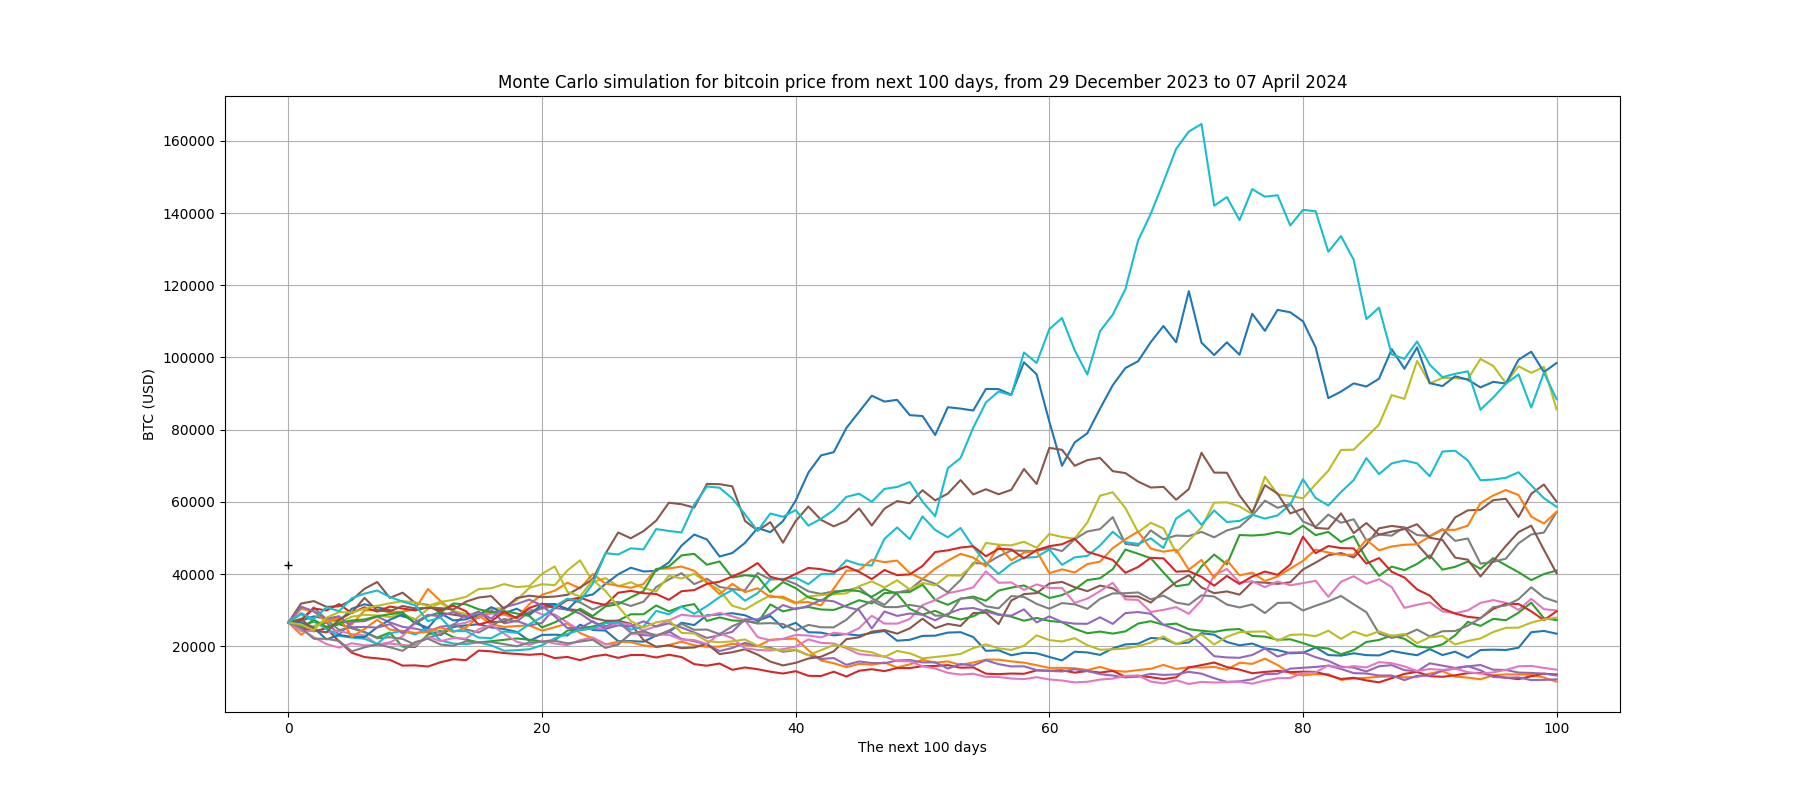 Monte Carlo simulation for bitcoin price from next 100 days, from 29 December 2023 to 07 April 2024
160000
140000
120000
100000
80000
60000
40000
20000
BTC (USD)
0 20 40 60 80 100
The next 100 days